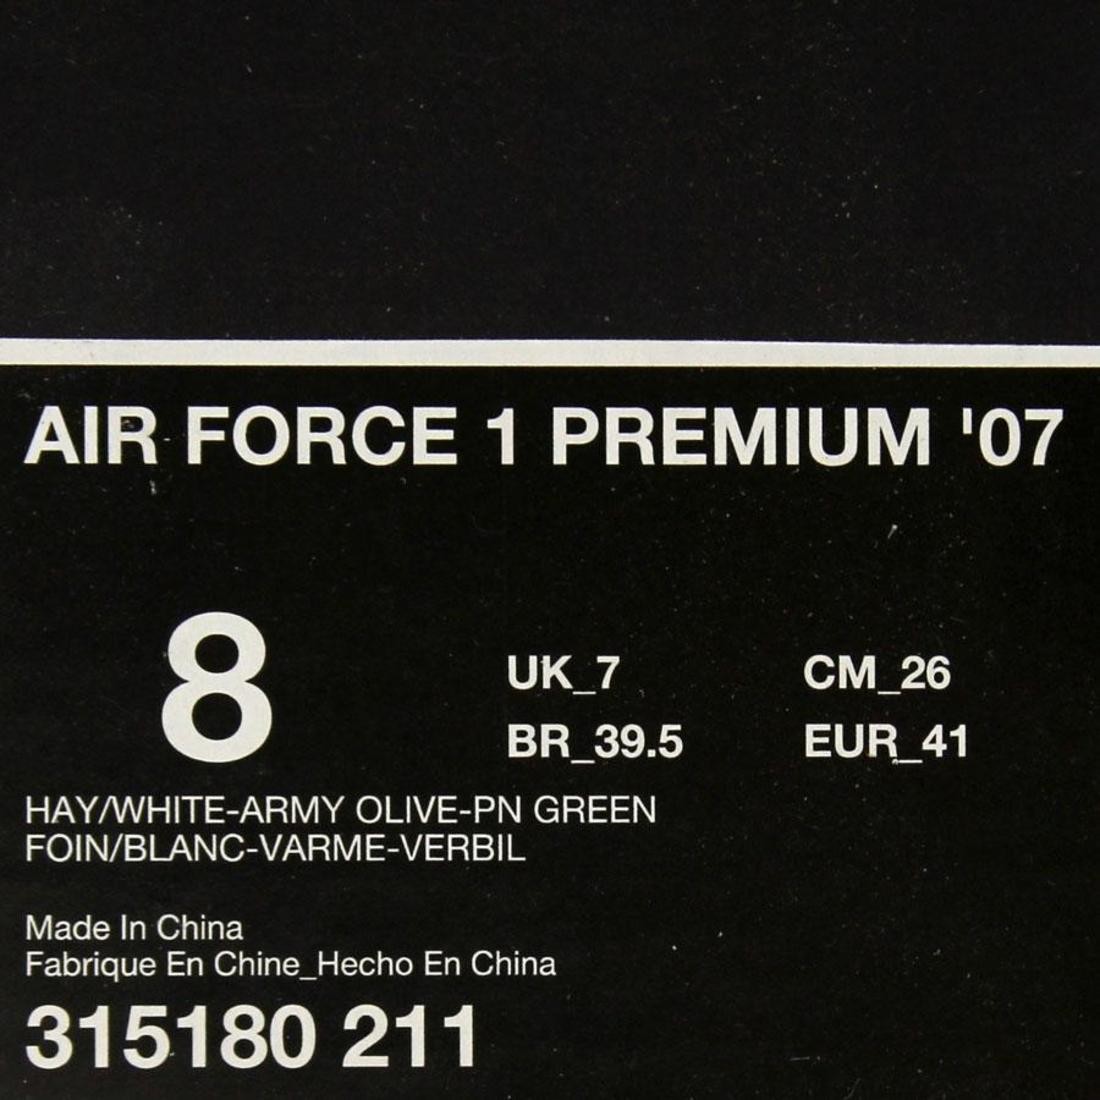 AIR FORCE 1 PREMIUM '07
8
UK_7 CM_26
BR_39.5 EUR_41
HAY/WHITE-ARMY OLIVE-PN GREEN
FOIN/BLANC-VARME-VERBIL
Made In China
Fabrique En Chine_Hecho En China
315180 211